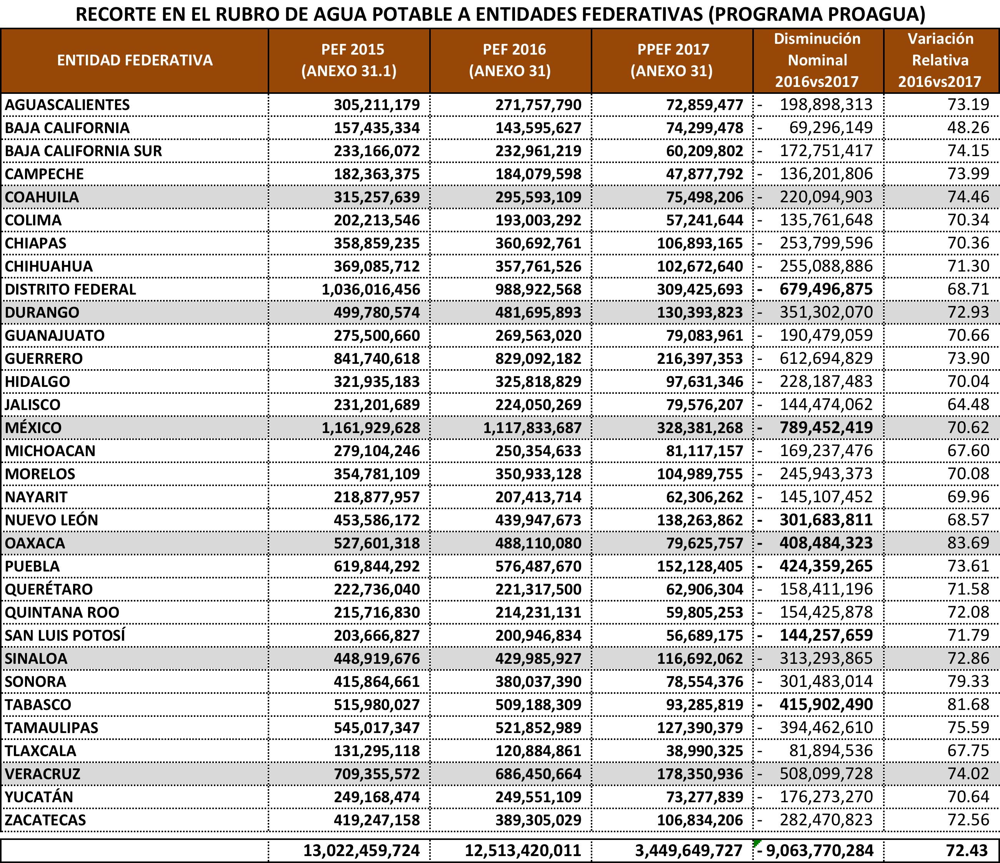 RECORTE EN EL RUBRO DE AGUA POTABLE A ENTIDADES FEDERATIVAS (PROGRAMA PROAGUA)
ENTIDAD FEDERATIVA PEF 2015 (ANEXO 31.1) PEF 2016 (ANEXO 31) PPEF 2017 (ANEXO 31) Disminución Nominal 2016vs2017 Variación Relativa 2016vs2017
AGUASCALIENTES 305,211,179 271,757,790 72,859,477 - 198,898,313 73.19
BAJA CALIFORNIA 157,435,334 143,595,627 74,299,478 - 69,296,149 48.26
BAJA CALIFORNIA SUR 233,166,072 232,961,219 60,209,802 - 172,751,417 74.15
CAMPECHE 182,363,375 184,079,598 47,877,792 - 136,201,806 73.99
COAHUILA 315,257,639 295,593,109 75,498,206 - 220,094,903 74.46
COLIMA 202,213,546 193,003,292 57,241,644 - 135,761,648 70.34
CHIAPAS 358,859,235 360,692,761 106,893,165 - 253,799,596 70.36
CHIHUAHUA 369,085,712 357,761,526 102,672,640 - 255,088,886 71.30
DISTRITO FEDERAL 1,036,016,456 988,922,568 309,425,693 - 679,496,875 68.71
DURANGO 499,780,574 481,695,893 130,393,823 - 351,302,070 72.93
GUANAJUATO 275,500,660 269,563,020 79,083,961 - 190,479,059 70.66
GUERRERO 841,740,618 829,092,182 216,397,353 - 612,694,829 73.90
HIDALGO 321,935,183 325,818,829 97,631,346 - 228,187,483 70.04
JALISCO 231,201,689 224,050,269 79,576,207 - 144,474,062 64.48
MÉXICO 1,161,929,628 1,117,833,687 328,381,268 - 789,452,419 70.62
MICHOACAN 279,104,246 250,354,633 81,117,157 - 169,237,476 67.60
MORELOS 354,781,109 350,933,128 104,989,755 - 245,943,373 70.08
NAYARIT 218,877,957 207,413,714 62,306,262 - 145,107,452 69.96
NUEVO LEÓN 453,586,172 439,947,673 138,263,862 - 301,683,811 68.57
OAXACA 527,601,318 488,110,080 79,625,757 - 408,484,323 83.69
PUEBLA 619,844,292 576,487,670 152,128,405 - 424,359,265 73.61
QUERÉTARO 222,736,040 221,317,500 62,906,304 - 158,411,196 71.58
QUINTANA ROO 215,716,830 214,231,131 59,805,253 - 154,425,878 72.08
SAN LUIS POTOSÍ 203,666,827 200,946,834 56,689,175 - 144,257,659 71.79
SINALOA 448,919,676 429,985,927 116,692,062 - 313,293,865 72.86
SONORA 415,864,661 380,037,390 78,554,376 - 301,483,014 79.33
TABASCO 515,980,027 509,188,309 93,285,819 - 415,902,490 81.68
TAMAULIPAS 545,017,347 521,852,989 127,390,379 - 394,462,610 75.59
TLAXCALA 131,295,118 120,884,861 38,990,325 - 81,894,536 67.75
VERACRUZ 709,355,572 686,450,664 178,350,936 - 508,099,728 74.02
YUCATÁN 249,168,474 249,551,109 73,277,839 - 176,273,270 70.64
ZACATECAS 419,247,158 389,305,029 106,834,206 - 282,470,823 72.56
13,022,459,724 12,513,420,011 3,449,649,727 - 9,063,770,284 72.43